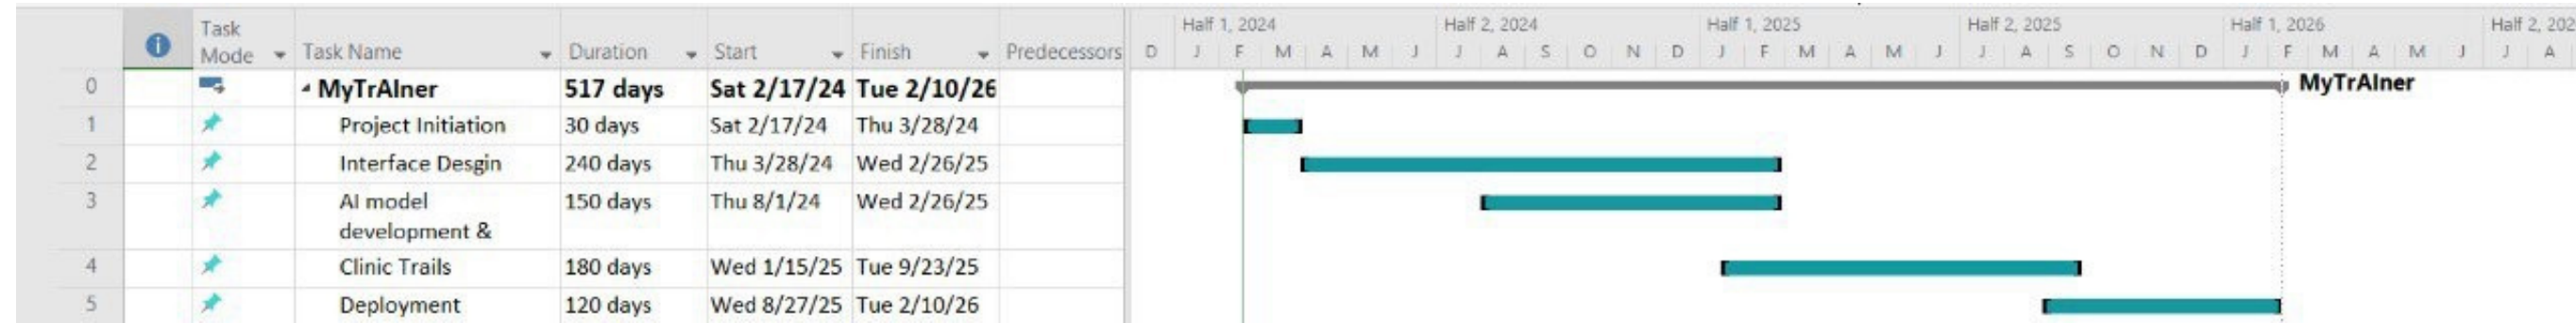 Half 1, 2024 Half 2, 2024 Half 1, 2025 Half 2, 2025 Half 1, 2026 Half 2, 202
Task Mode Task Name Duration Start Finish Predecessors D J F M A M J J A S O N D J F M A M J J A S O N D J F M A M J J A
0 MyTrAIner 517 days Sat 2/17/24 Tue 2/10/26 MyTrAIner
1 Project Initiation 30 days Sat 2/17/24 Thu 3/28/24
2 Interface Desgin 240 days Thu 3/28/24 Wed 2/26/25
3 AI model 150 days Thu 8/1/24 Wed 2/26/25
development &
4 Clinic Trails 180 days Wed 1/15/25 Tue 9/23/25
5 Deployment 120 days Wed 8/27/25 Tue 2/10/26